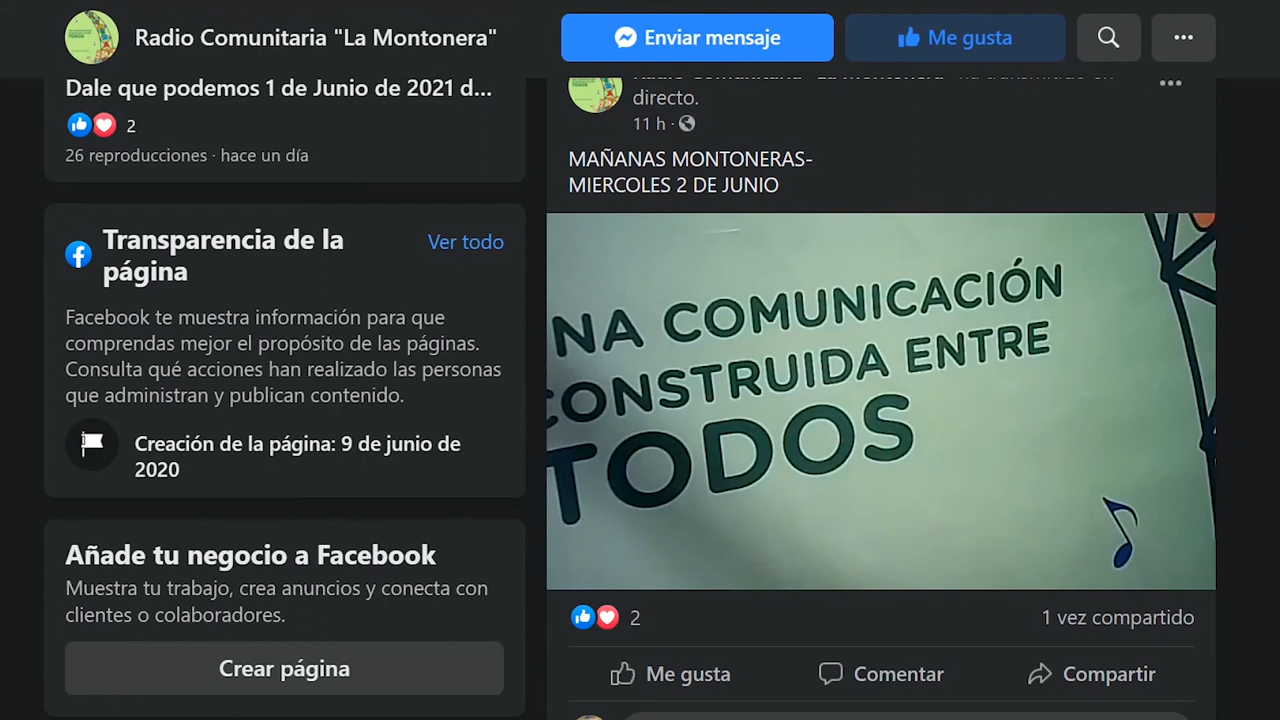 Radio Comunitaria "La Montonera"
Enviar mensaje
Me gusta
Dale que podemos 1 de Junio de 2021 d...
2
26 reproducciones · hace un día
Transparencia de la
página
Ver todo
Facebook te muestra información para que
comprendas mejor el propósito de las páginas.
Consulta qué acciones han realizado las personas
que administran y publican contenido.
Creación de la página: 9 de junio de
2020
Añade tu negocio a Facebook
Muestra tu trabajo, crea anuncios y conecta con
clientes o colaboradores.
Crear página
directo.
11 h ·
MAÑANAS MONTONERAS-
MIERCOLES 2 DE JUNIO
NA COMUNICACIÓN
CONSTRUIDA ENTRE
TODOS
2
1 vez compartido
Me gusta
Comentar
Compartir